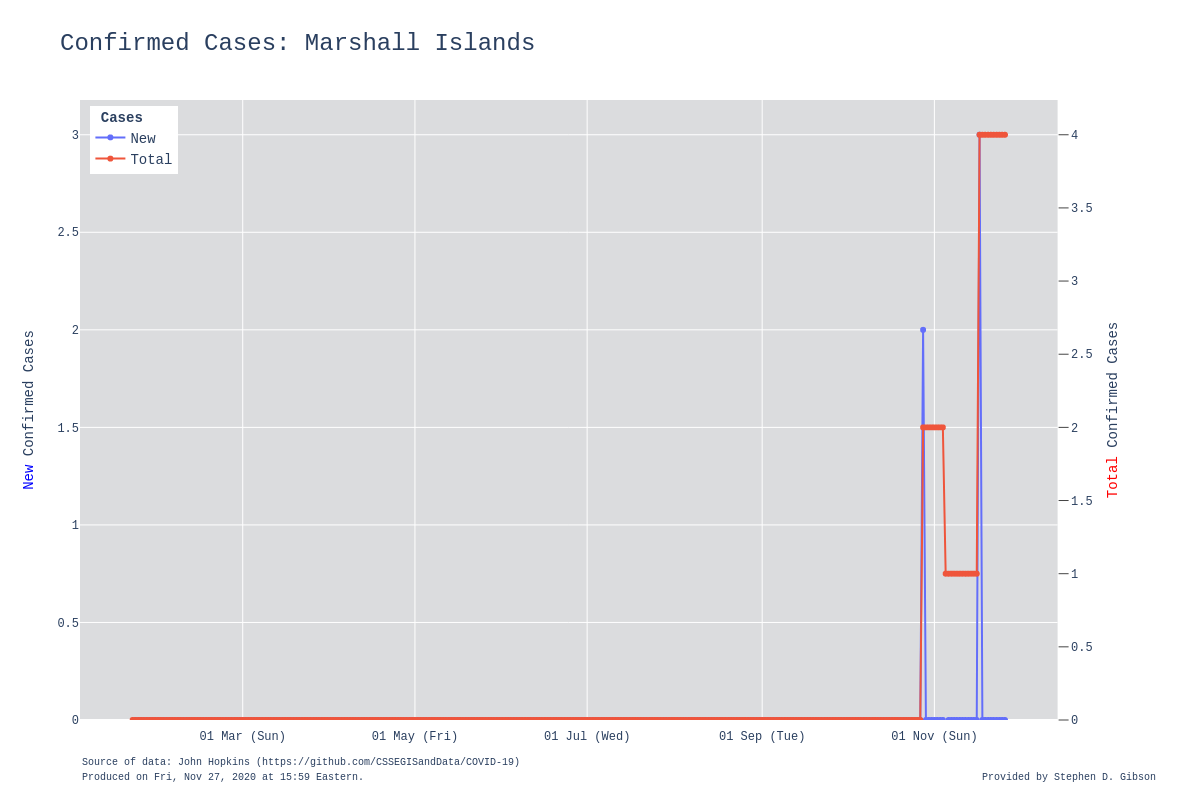 Confirmed Cases: Marshall Islands
Cases
New
Total
3
2.5
2
1.5
1
0.5
0
4
3.5
3
2.5
2
1.5
1
0.5
0
New Confirmed Cases
Total Confirmed Cases
01 Mar (Sun)
01 May (Fri)
01 Jul (Wed)
01 Sep (Tue)
01 Nov (Sun)
Source of data: John Hopkins (https://github.com/CSSEGISandData/COVID-19)
Produced on Fri, Nov 27, 2020 at 15:59 Eastern.
Provided by Stephen D. Gibson